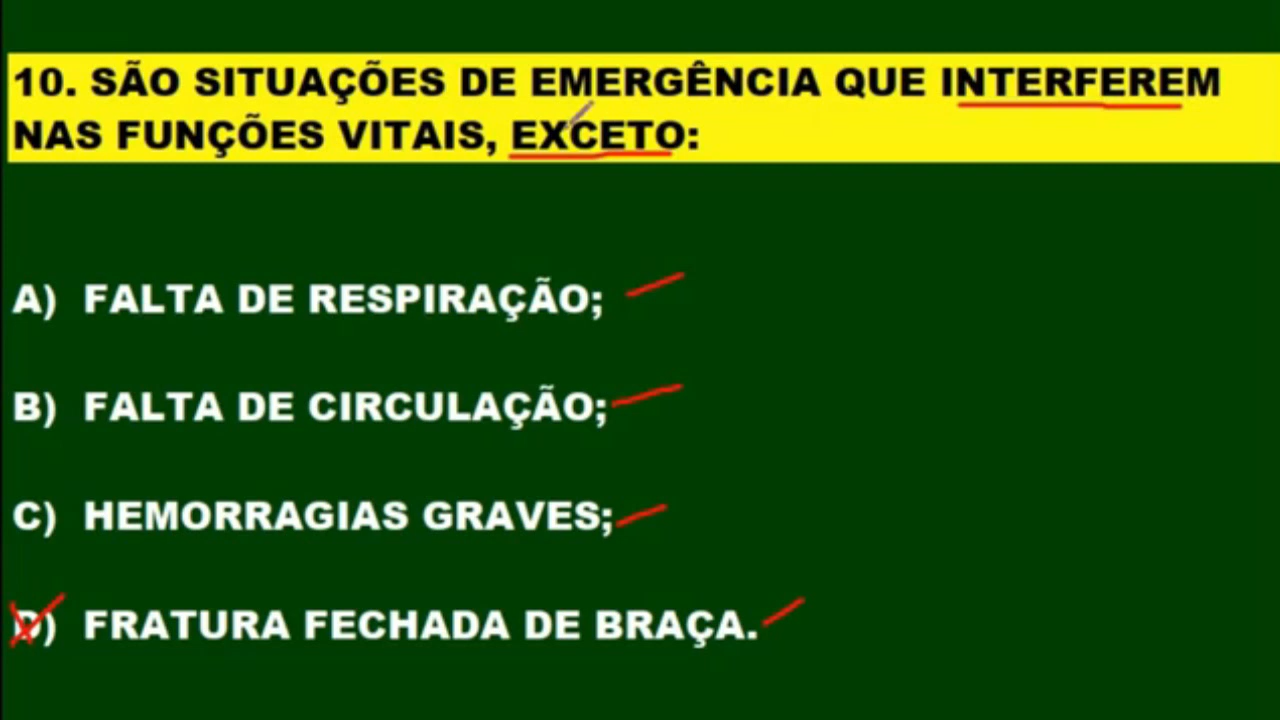 10. SÃO SITUAÇÕES DE EMERGÊNCIA QUE INTERFEREM
NAS FUNÇÕES VITAIS, EXCETO:
A) FALTA DE RESPIRAÇÃO;
B) FALTA DE CIRCULAÇÃO;
C) HEMORRAGIAS GRAVES;
D) FRATURA FECHADA DE BRAÇA.